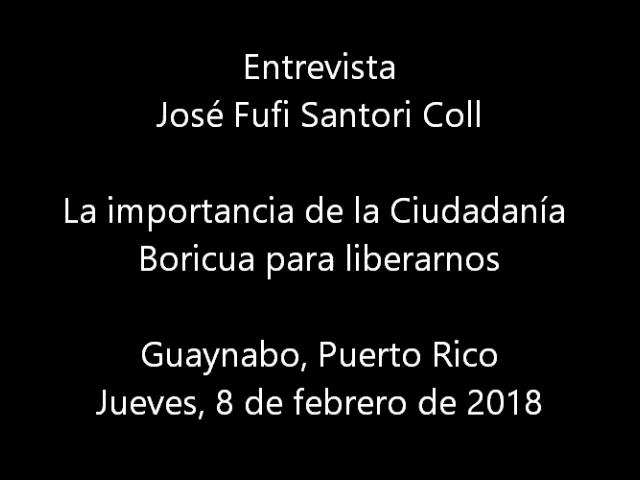 Entrevista
José Fufi Santori Coll
La importancia de la Ciudadanía
Boricua para liberarnos
Guaynabo, Puerto Rico
Jueves, 8 de febrero de 2018